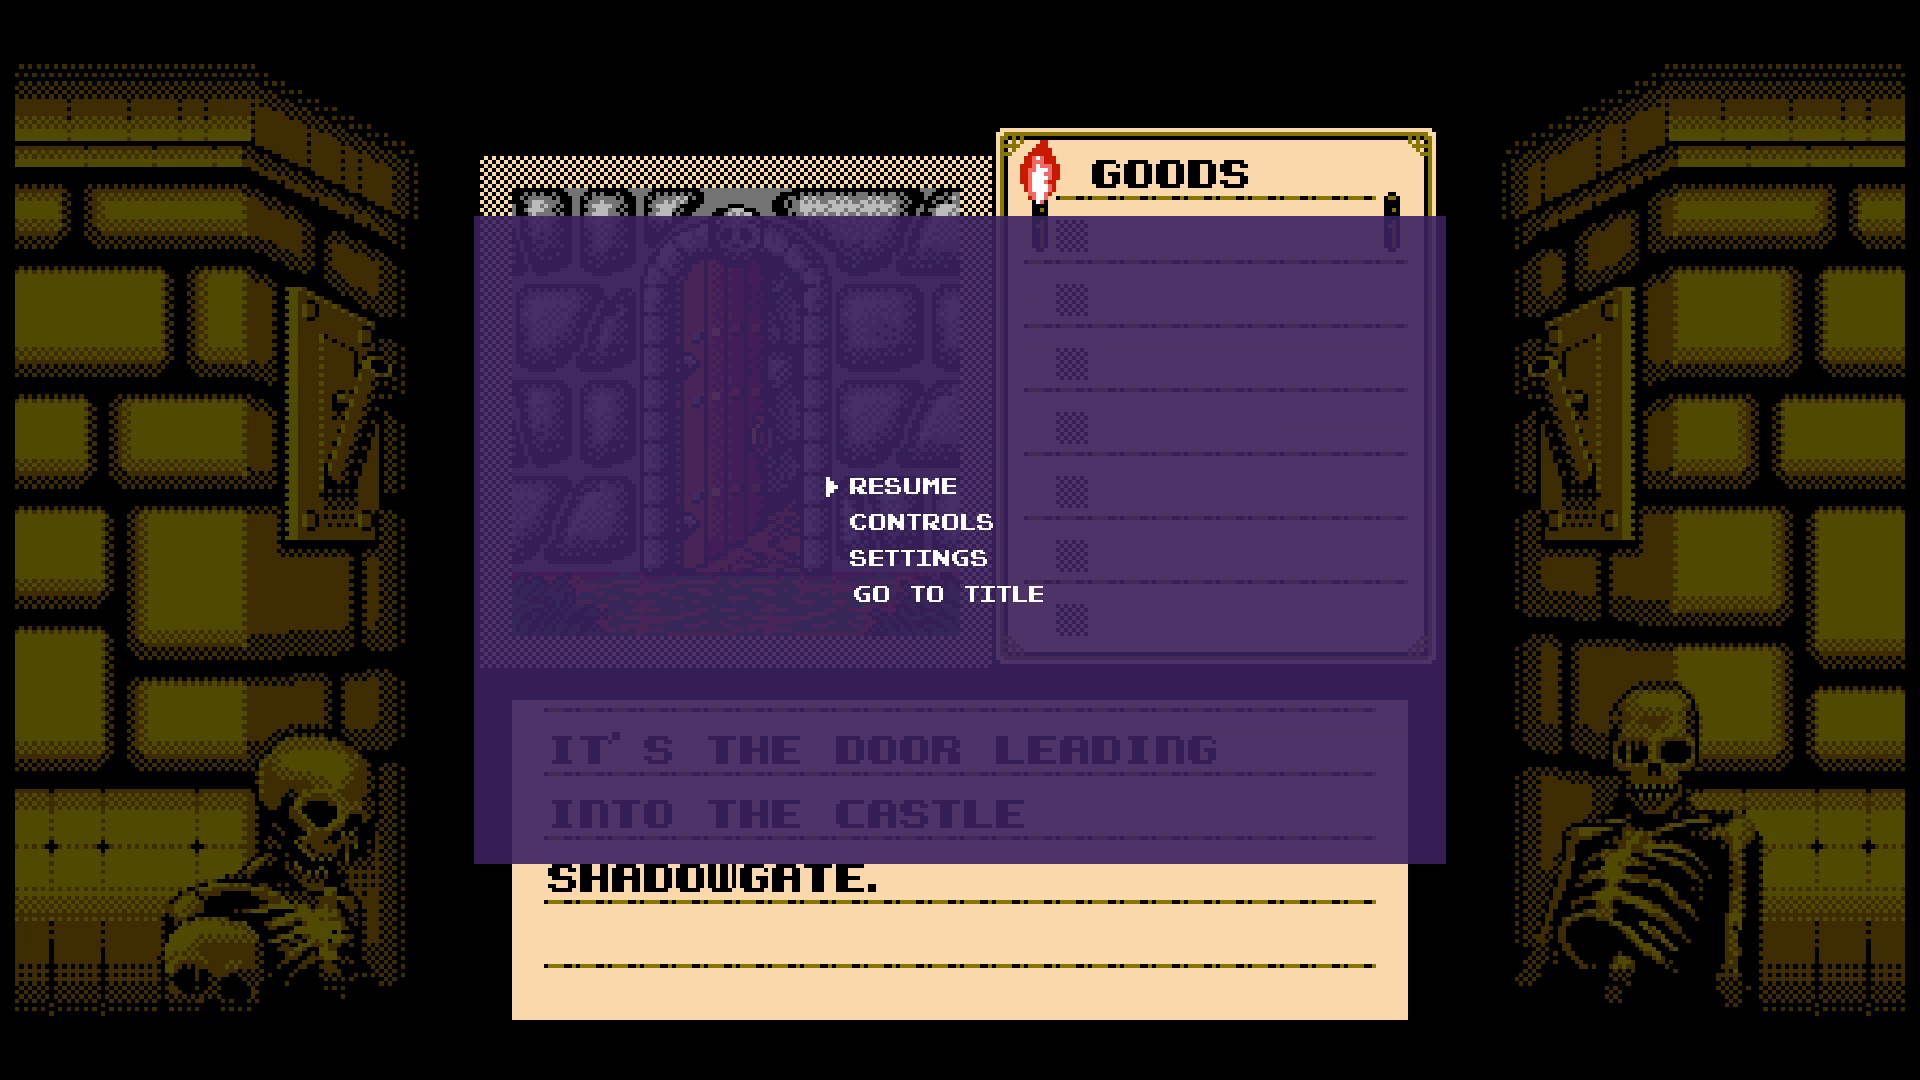 GOODS
RESUME
CONTROLS
SETTINGS
GO TO TITLE
IT'S THE DOOR LEADING
INTO THE CASTLE
SHADOWGATE.